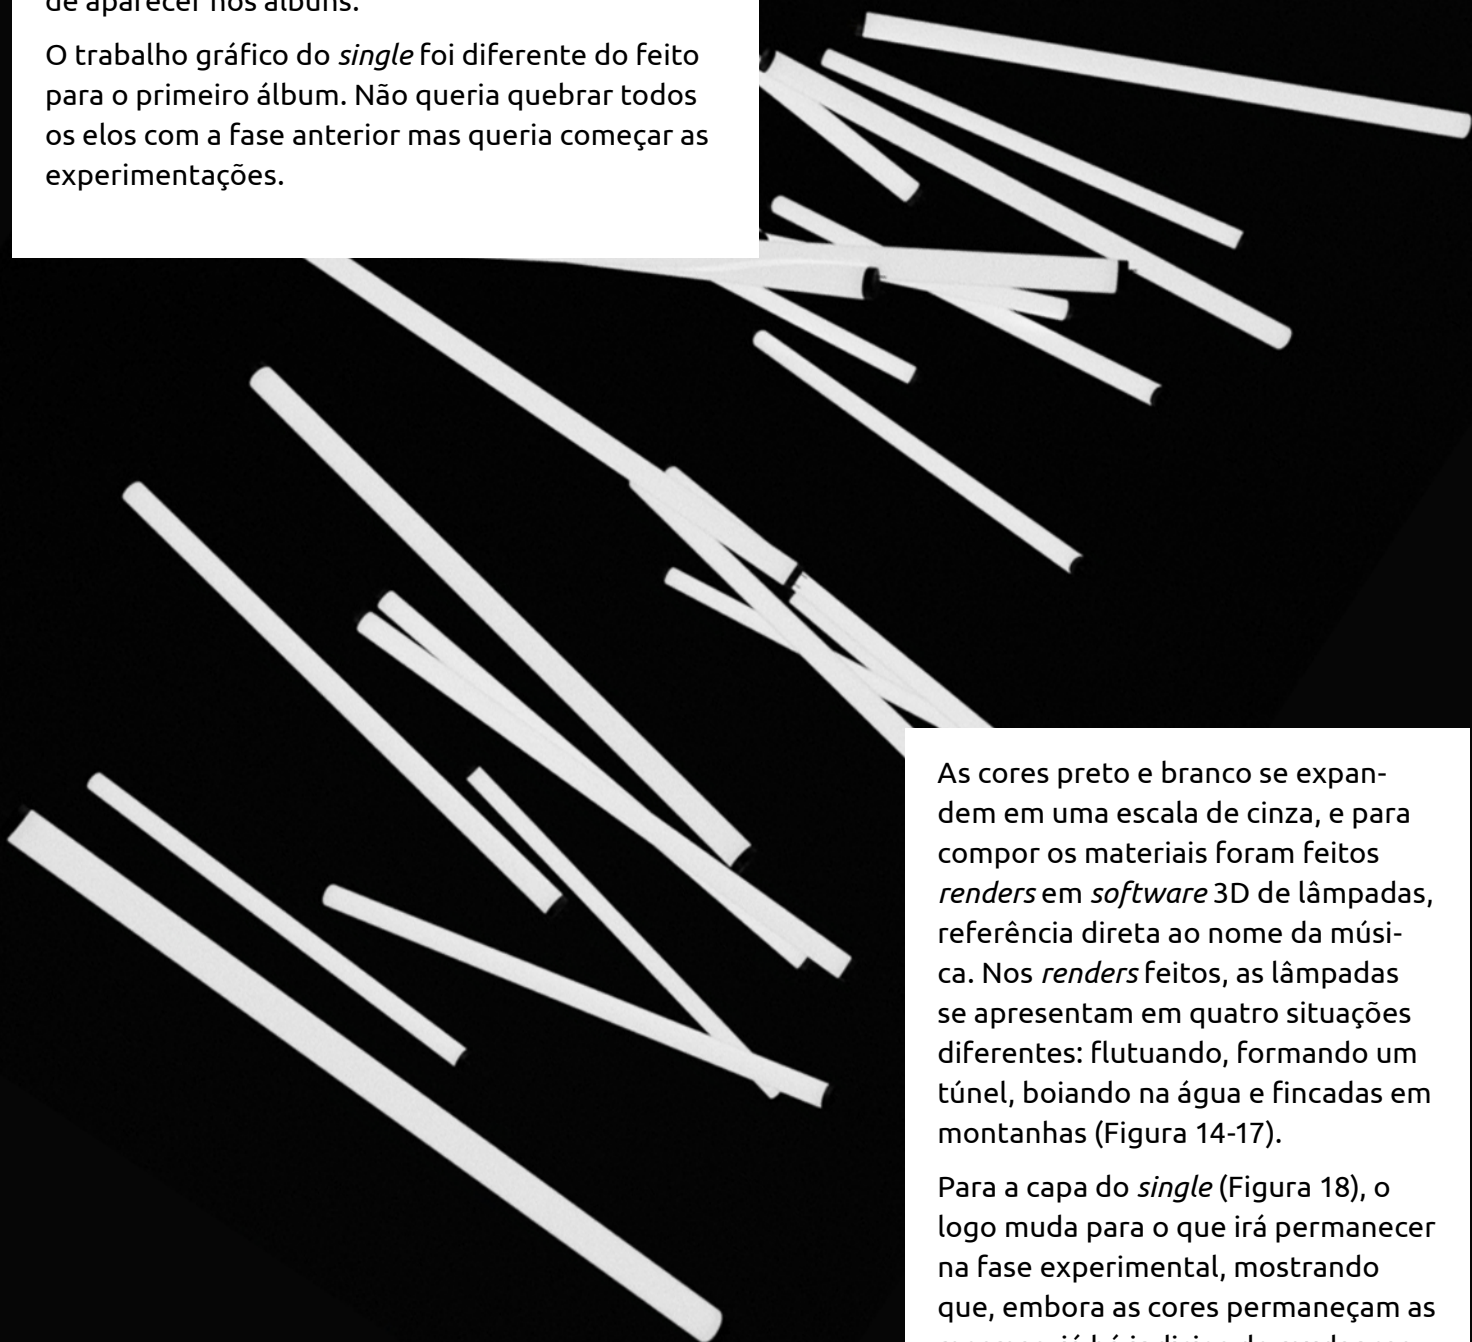 de aparecer nos álbuns.
O trabalho gráfico do single foi diferente do feito
para o primeiro álbum. Não queria quebrar todos
os elos com a fase anterior mas queria começar as
experimentações.
As cores preto e branco se expan-
dem em uma escala de cinza, e para
compor os materiais foram feitos
renders em software 3D de lâmpadas,
referência direta ao nome da músi-
ca. Nos renders feitos, as lâmpadas
se apresentam em quatro situações
diferentes: flutuando, formando um
túnel, boiando na água e fincadas em
montanhas (Figura 14-17).
Para a capa do single (Figura 18), o
logo muda para o que irá permanecer
na fase experimental, mostrando
que, embora as cores permaneçam as